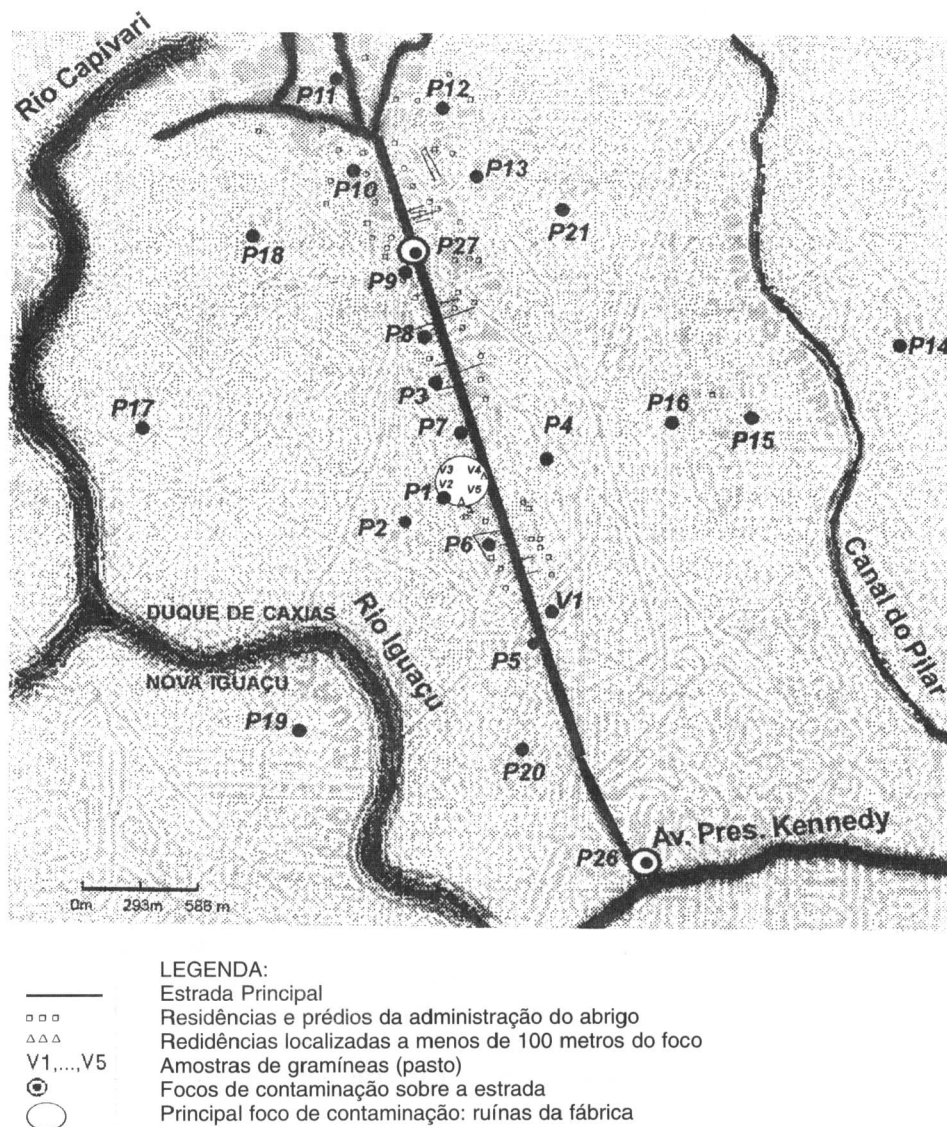 Rio Capivari
P11
P12
P10
P13
P18
P27
P21
P9
P8
P14
P3
P17
P7
P4
P16
P15
V3 V4
V2 V5
P1
P2
P6
Canal do Pilar
V1
DUQUE DE CAXIAS
Rio Iguaçu
P5
NOVA IGUAÇU
P19
P20
Av. Pres. Kennedy
P26
0m 293m 586 m
LEGENDA:
Estrada Principal
Residências e prédios da administração do abrigo
Redidências localizadas a menos de 100 metros do foco
V1,...,V5 Amostras de gramíneas (pasto)
Focos de contaminação sobre a estrada
Principal foco de contaminação: ruínas da fábrica